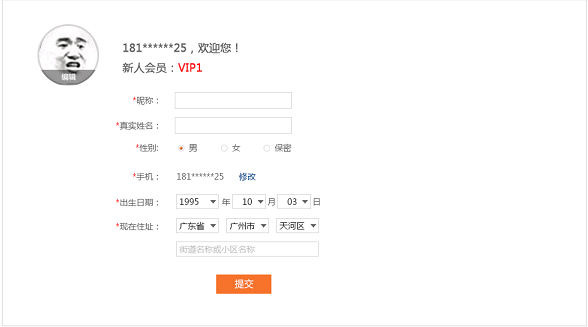 181******25，欢迎您！
新人会员：VIP1
编辑
*昵称：
*真实姓名：
*性别: 男 女 保密
*手机： 181******25 修改
*出生日期： 1995 年 10 月 03 日
*现在住址： 广东省 广州市 天河区
街道名称或小区名称
提交